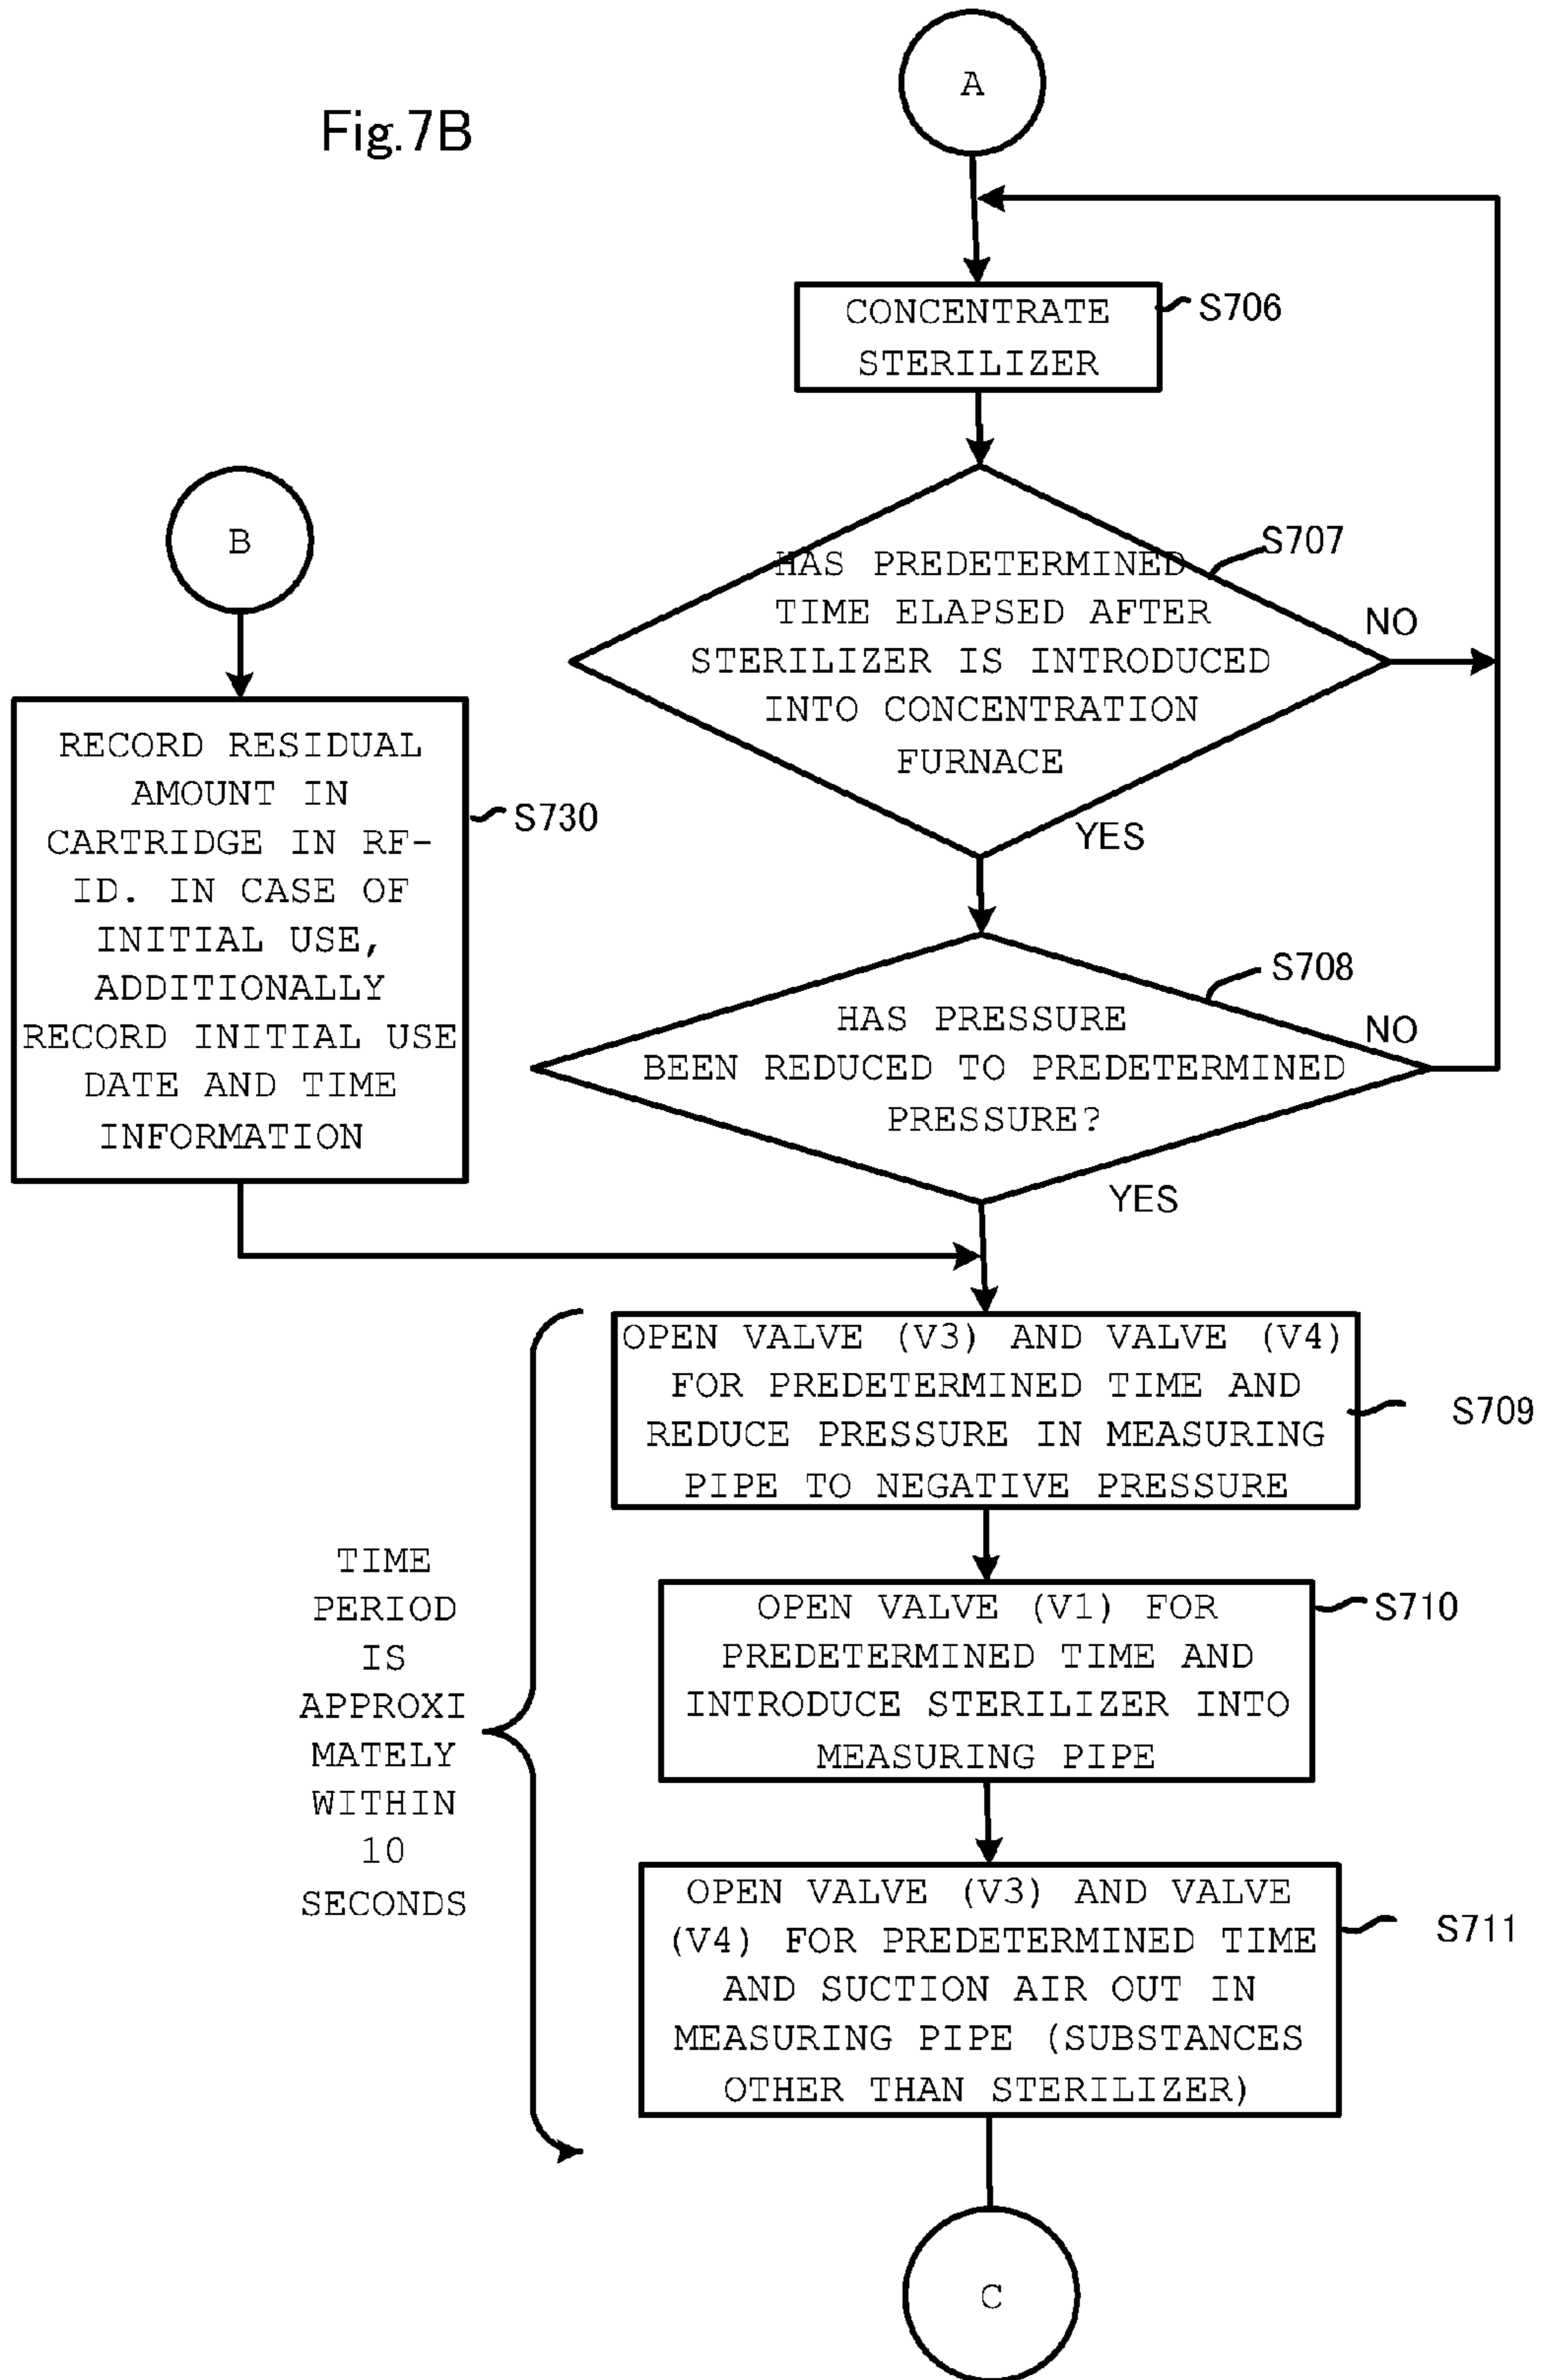 Fig.7B
A
CONCENTRATE
STERILIZER
S706
HAS PREDETERMINED
TIME ELAPSED AFTER
STERILIZER IS INTRODUCED
INTO CONCENTRATION
FURNACE
S707
NO
YES
B
RECORD RESIDUAL
AMOUNT IN
CARTRIDGE IN RF-
ID. IN CASE OF
INITIAL USE,
ADDITIONALLY
RECORD INITIAL USE
DATE AND TIME
INFORMATION
S730
HAS PRESSURE
BEEN REDUCED TO PREDETERMINED
PRESSURE?
S708
NO
YES
OPEN VALVE (V3) AND VALVE (V4)
FOR PREDETERMINED TIME AND
REDUCE PRESSURE IN MEASURING
PIPE TO NEGATIVE PRESSURE
S709
TIME
PERIOD
IS
APPROXI
MATELY
WITHIN
10
SECONDS
OPEN VALVE (V1) FOR
PREDETERMINED TIME AND
INTRODUCE STERILIZER INTO
MEASURING PIPE
S710
OPEN VALVE (V3) AND VALVE
(V4) FOR PREDETERMINED TIME
AND SUCTION AIR OUT IN
MEASURING PIPE (SUBSTANCES
OTHER THAN STERILIZER)
S711
C